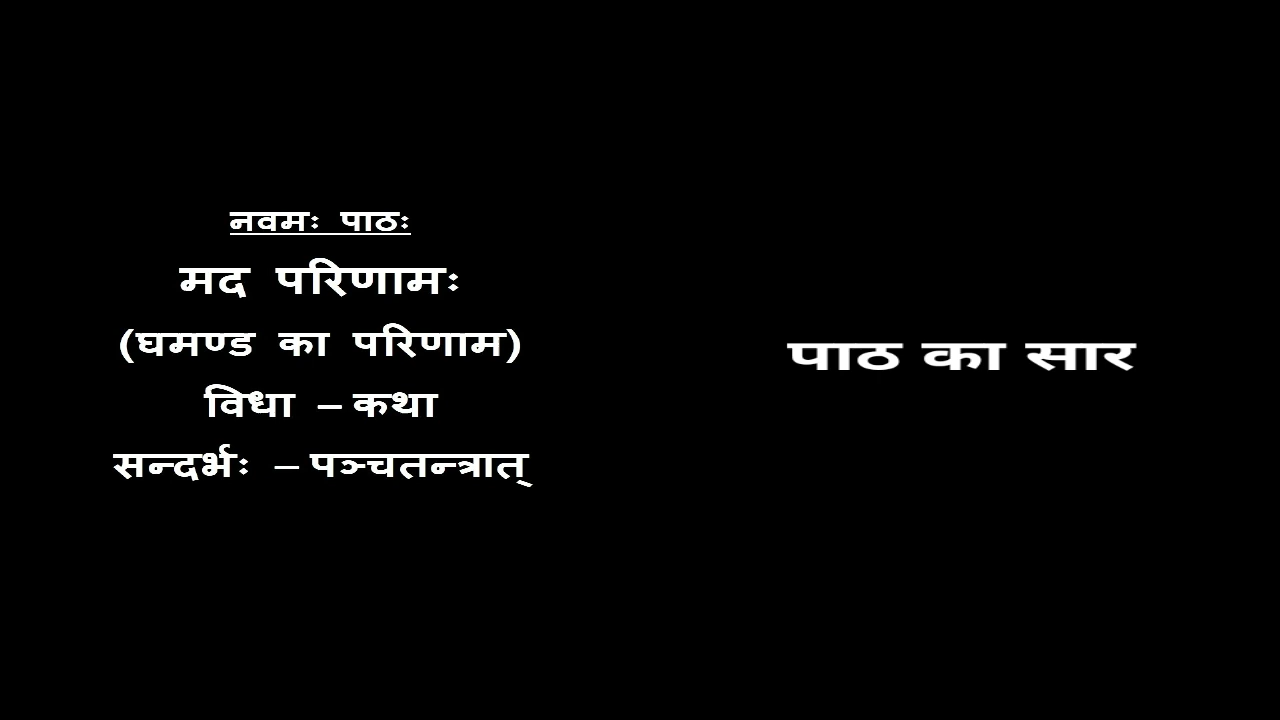 नवमः पाठः
मद परिणामः
(घमण्ड का परिणाम)
विधा – कथा
सन्दर्भः – पञ्चतन्त्रात्
पाठ का सार